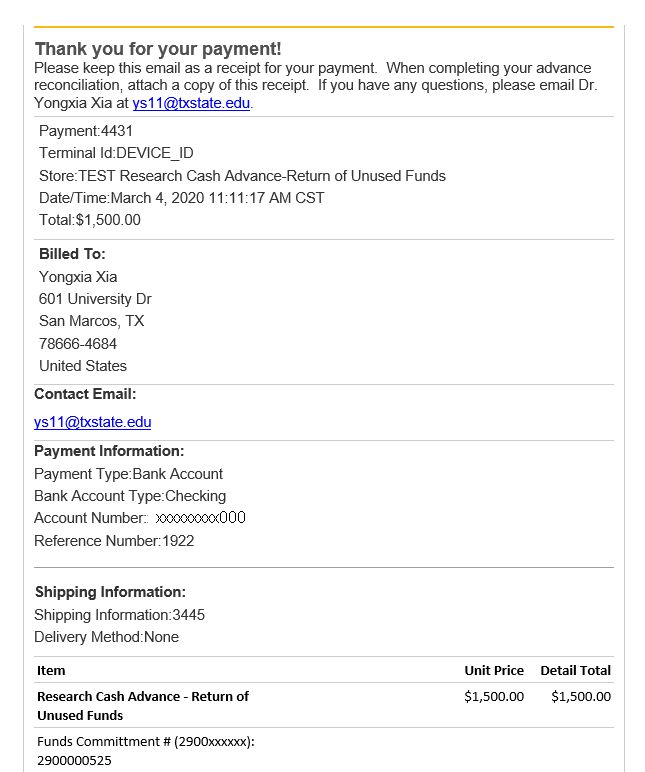 Thank you for your payment!
Please keep this email as a receipt for your payment.  When completing your advance
reconciliation, attach a copy of this receipt.  If you have any questions, please email Dr.
Yongxia Xia at ys11@txstate.edu.
Payment:4431
Terminal Id:DEVICE_ID
Store:TEST Research Cash Advance-Return of Unused Funds
Date/Time:March 4, 2020 11:11:17 AM CST
Total:$1,500.00
Billed To:
Yongxia Xia
601 University Dr
San Marcos, TX
78666-4684
United States
Contact Email:
ys11@txstate.edu
Payment Information:
Payment Type:Bank Account
Bank Account Type:Checking
Account Number: xxxxxxxxx000
Reference Number:1922
Shipping Information:
Shipping Information:3445
Delivery Method:None
Item Unit Price Detail Total
Research Cash Advance - Return of $1,500.00 $1,500.00
Unused Funds
Funds Committment # (2900xxxxxx):
2900000525